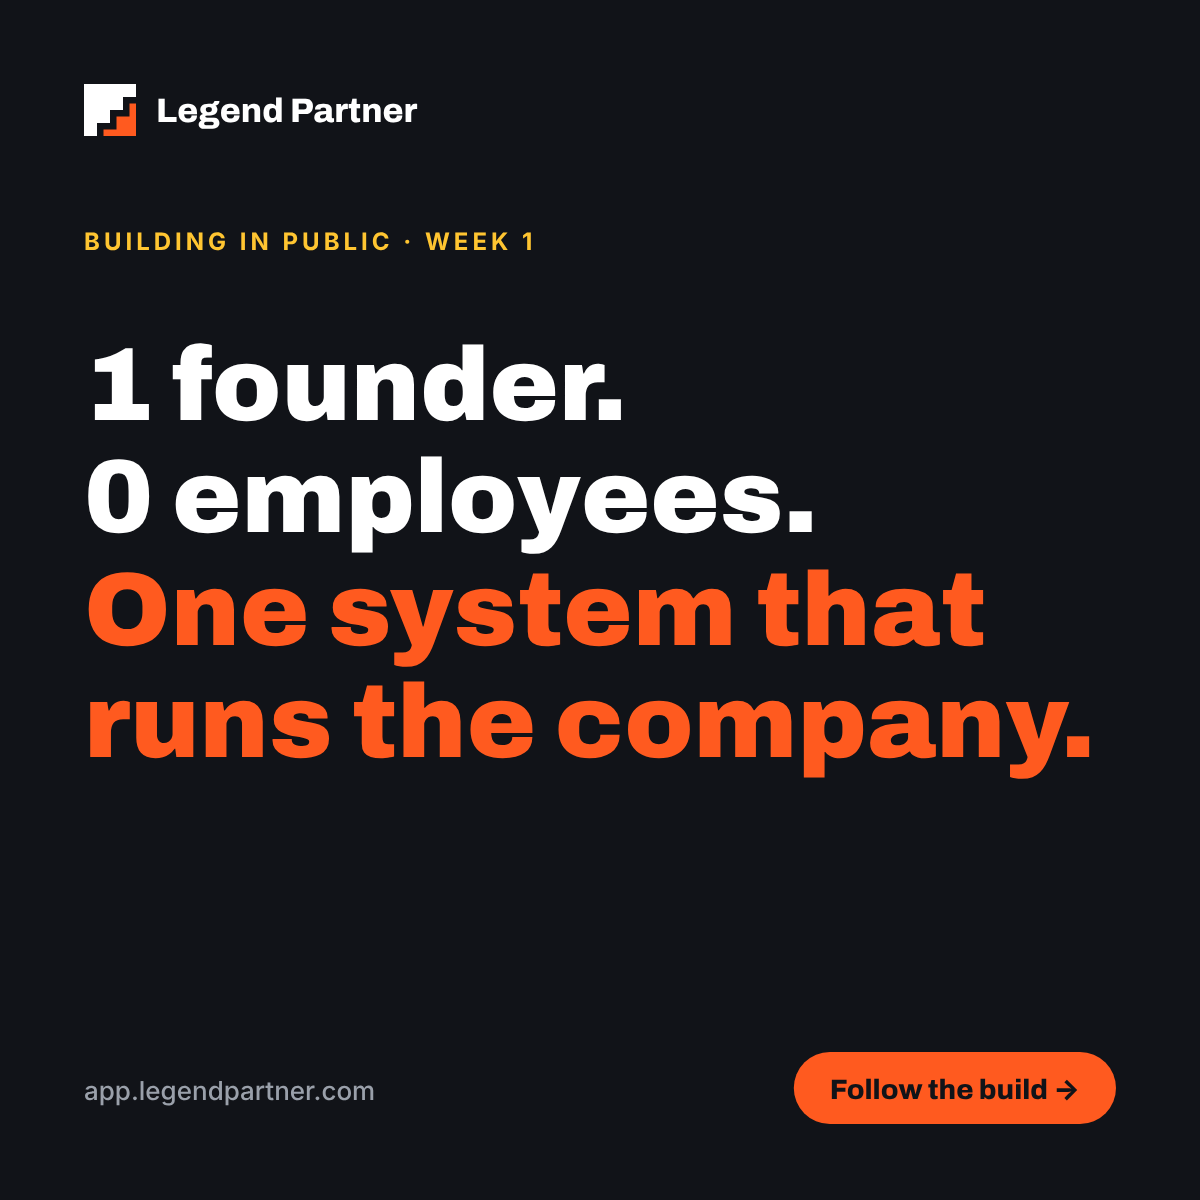 Legend Partner
BUILDING IN PUBLIC · WEEK 1
1 founder.
0 employees.
One system that
runs the company.
app.legendpartner.com
Follow the build →